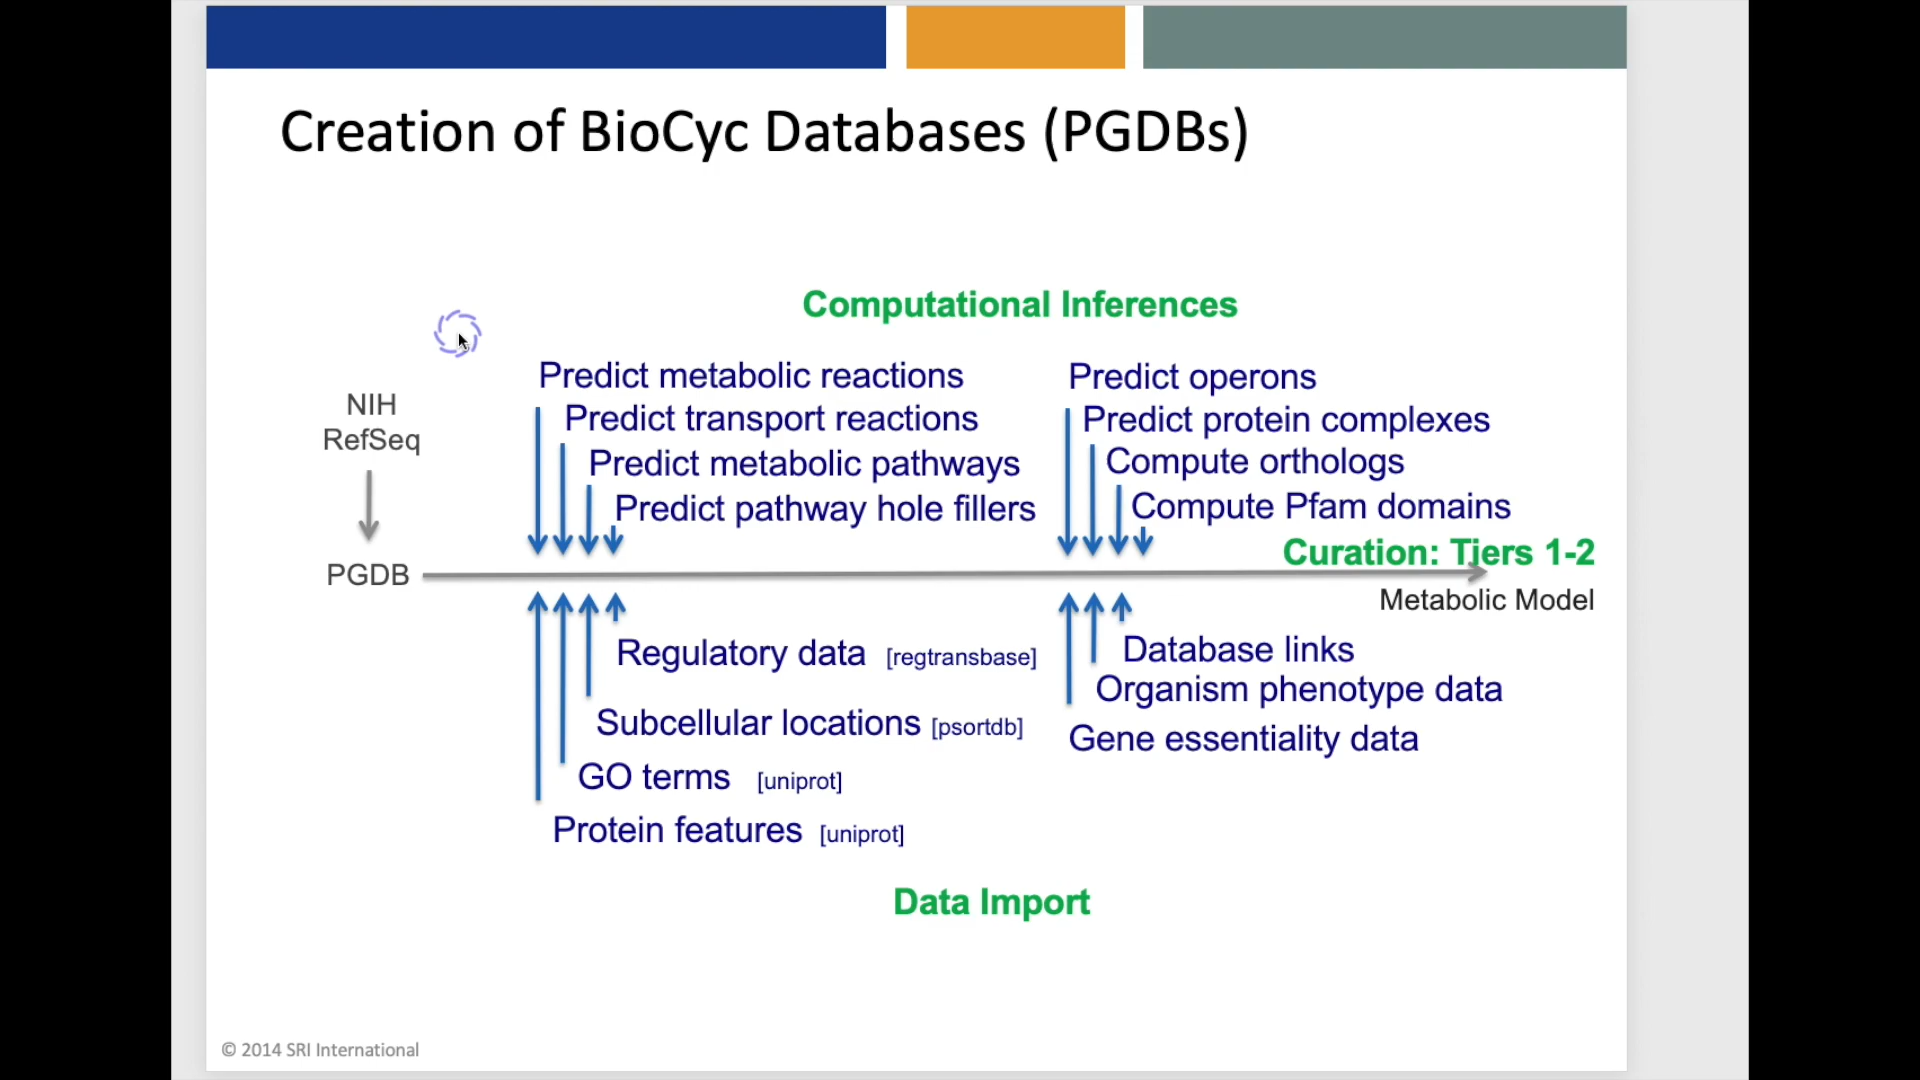 Creation of BioCyc Databases (PGDBs)
Computational Inferences
NIH
RefSeq
PGDB
Predict metabolic reactions
Predict transport reactions
Predict metabolic pathways
Predict pathway hole fillers
Predict operons
Predict protein complexes
Compute orthologs
Compute Pfam domains
Curation: Tiers 1-2
Metabolic Model
Regulatory data [regtransbase]
Subcellular locations [psortdb]
GO terms [uniprot]
Protein features [uniprot]
Database links
Organism phenotype data
Gene essentiality data
Data Import
© 2014 SRI International